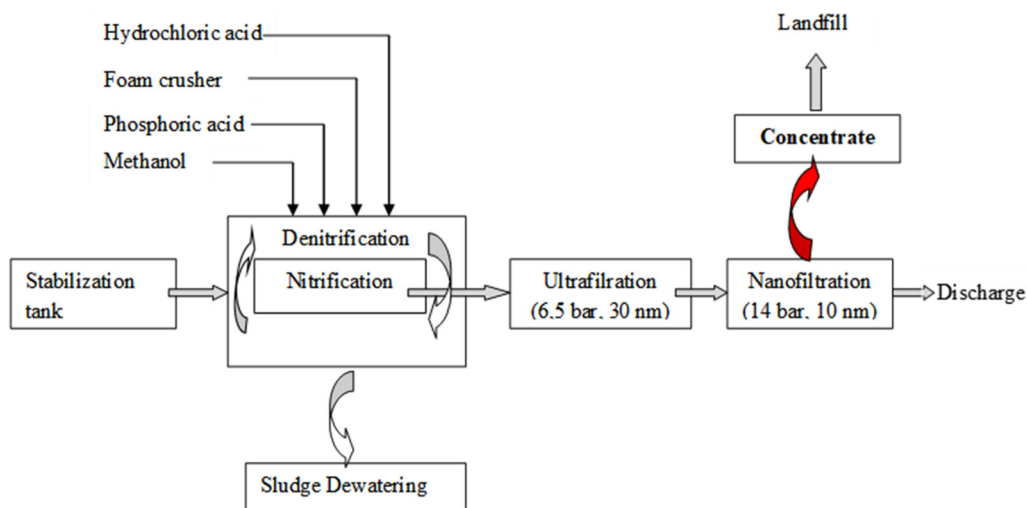 Hydrochloric acid
Foam crusher
Phosphoric acid
Methanol
Landfill
Concentrate
Denitrification
Nitrification
Stabilization
tank
Ultrafilration
(6,5 bar, 30 nm)
Nanofiltration
(14 bar, 10 nm)
Discharge
Sludge Dewatering